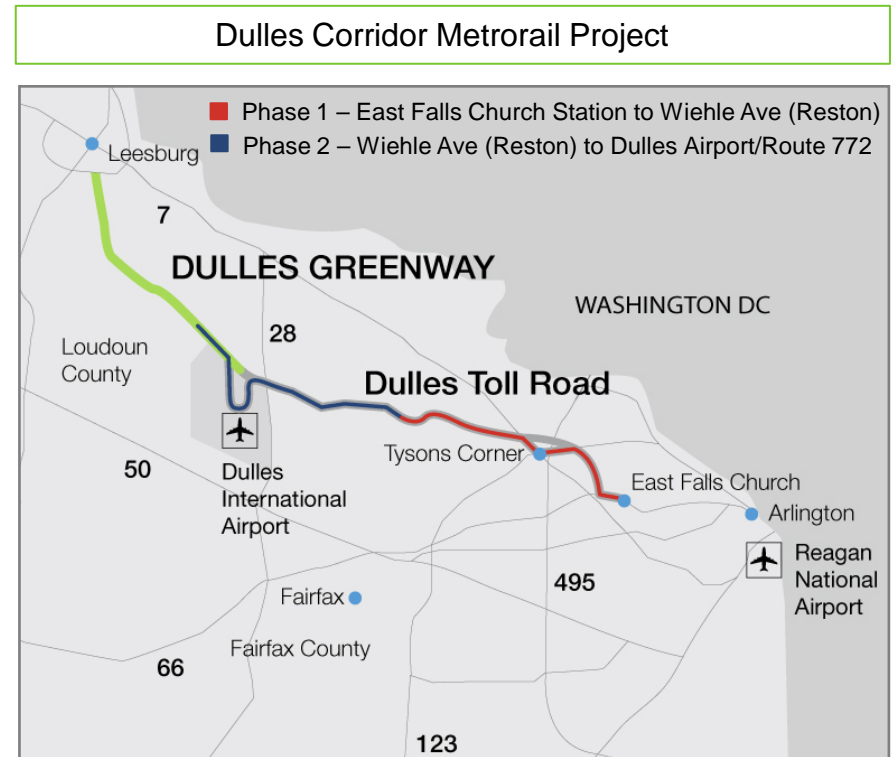 Dulles Corridor Metrorail Project
Phase 1 – East Falls Church Station to Wiehle Ave (Reston)
Phase 2 – Wiehle Ave (Reston) to Dulles Airport/Route 772
Leesburg
7
DULLES GREENWAY
WASHINGTON DC
28
Loudoun
County
Dulles Toll Road
Tysons Corner
50
Dulles
International
Airport
East Falls Church
Arlington
Reagan
National
Airport
495
Fairfax
Fairfax County
66
123